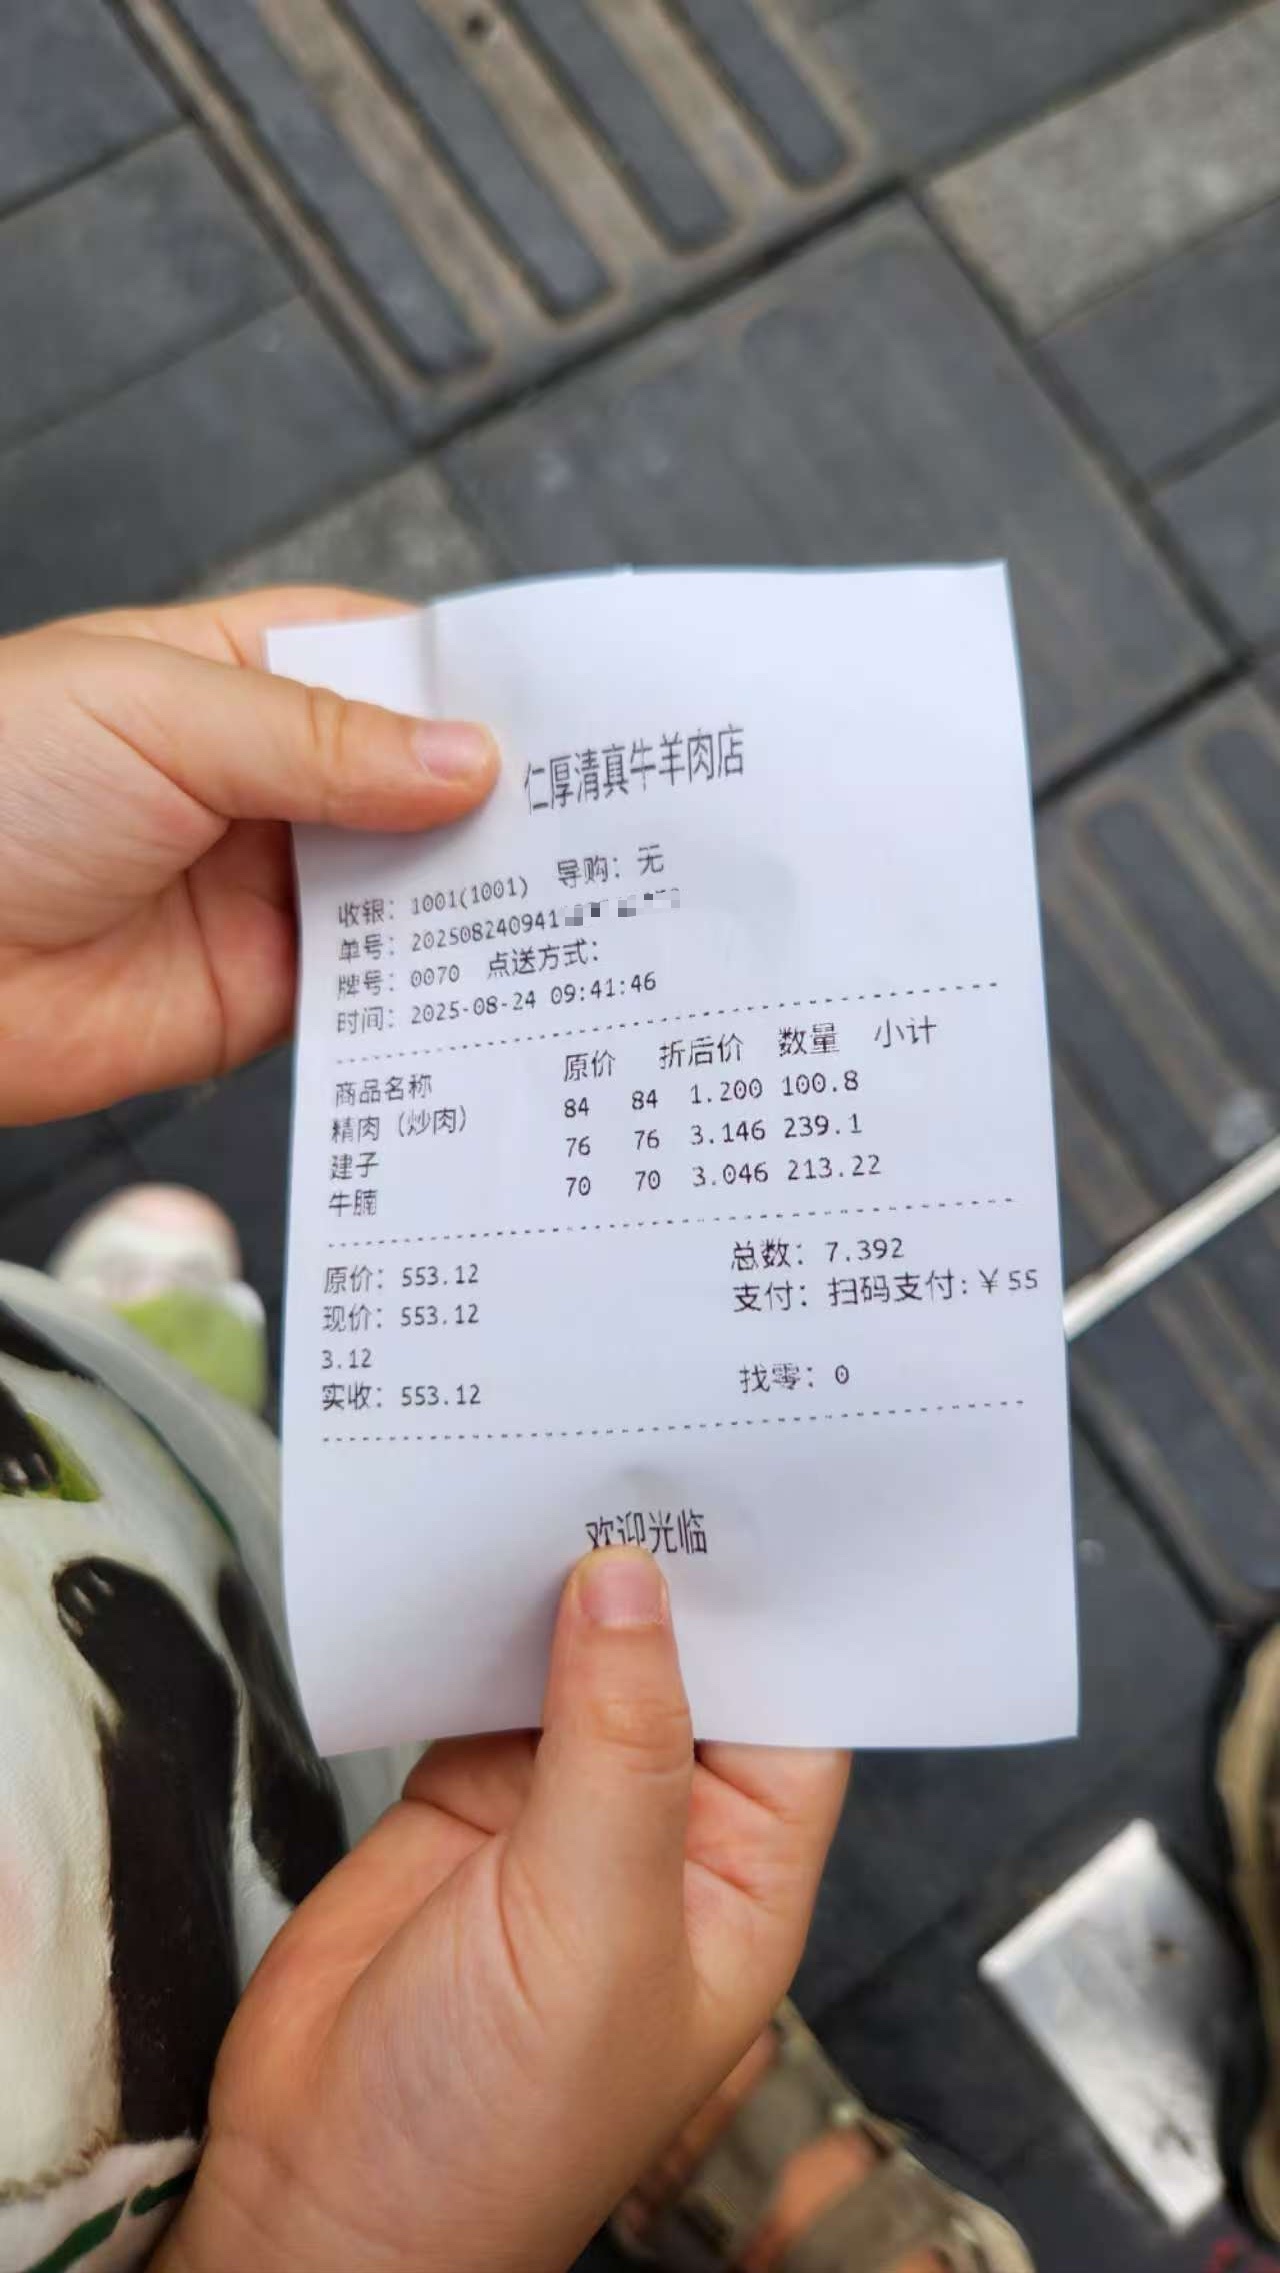 仁厚清真牛羊肉店
收银：1001(1001) 导购：无
单号：202508240941
牌号：0070 点送方式：
时间：2025-08-24 09:41:46
商品名称 原价 折后价 数量 小计
精肉（炒肉） 84 84 1.200 100.8
建子 76 76 3.146 239.1
牛腩 70 70 3.046 213.22
原价：553.12 总数：7.392
现价：553.12 支付：扫码支付:￥55
3.12
实收：553.12 找零：0
欢迎光临